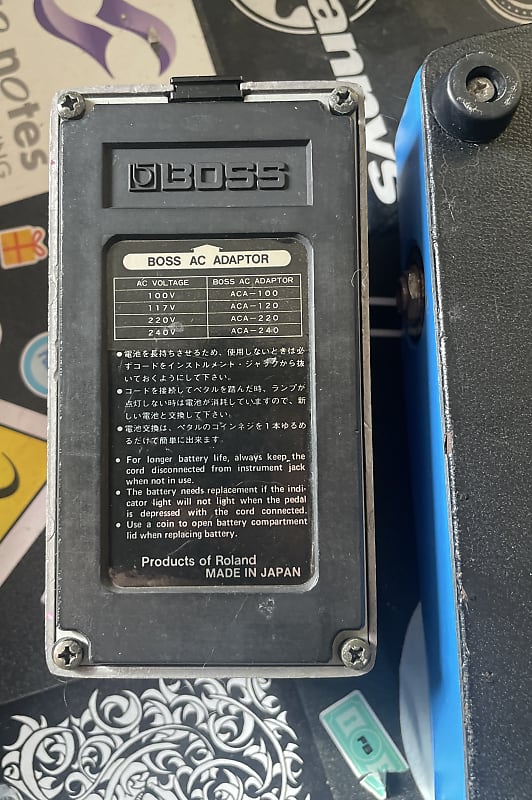 notes
ING
annys
BOSS
BOSS AC ADAPTOR
AC VOLTAGE BOSS AC ADAPTOR
100V ACA-100
117V ACA-120
220V ACA-220
240V ACA-240
●電池を長持ちさせるため、使用しないときは必
ずコードをインストルメント・ジャックから抜
いておくようにして下さい。
●コードを接続してペダルを踏んだ時、ランプが
点灯しない時は電池が消耗していますので、新
しい電池と交換して下さい。
●電池交換は、ペダルのコインネジを1本ゆるめ
るだけで簡単に出来ます。
● For longer battery life, always keep the
cord disconnected from instrument jack
when not in use.
● The battery needs replacement if the indi-
cator light will not light when the pedal
is depressed with the cord connected.
● Use a coin to open battery compartment
lid when replacing battery.
Products of Roland
MADE IN JAPAN
FB